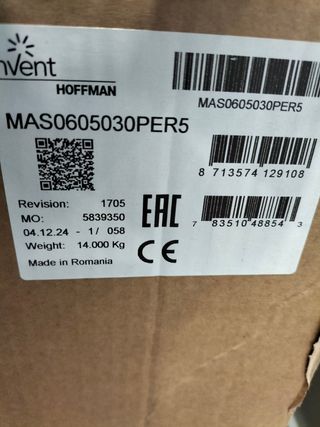 nvent
HOFFMAN
MAS0605030PER5
MAS0605030PER5
8 713574 129108
Revision: 1705
MO: 5839350
04.12.24 - 1/ 058
Weight: 14.000 Kg
Made in Romania
EAC
CE
7 83510 48854 3